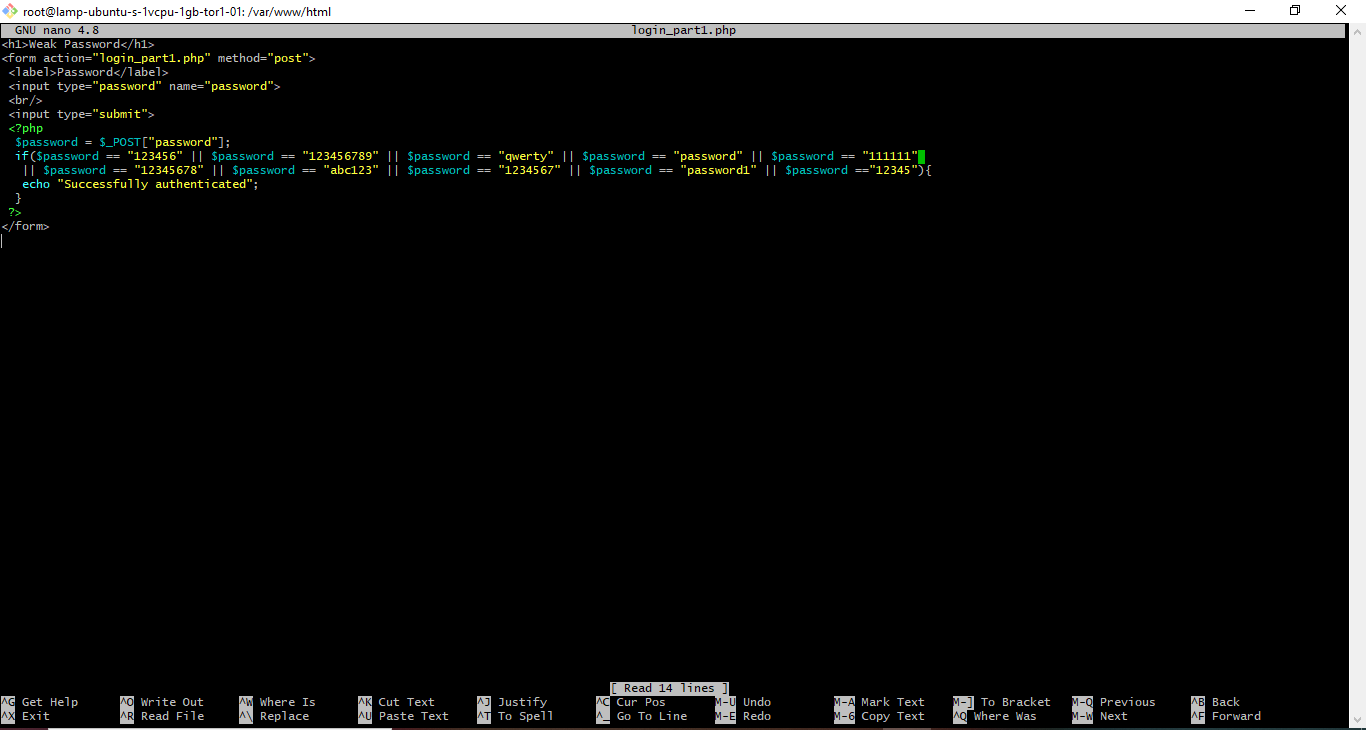 root@lamp-ubuntu-s-1vcpu-1gb-tor1-01: /var/www/html
GNU nano 4.8 login_part1.php
<h1>Weak Password</h1>
<form action="login_part1.php" method="post">
 <label>Password</label>
 <input type="password" name="password">
 <br/>
 <input type="submit">
 <?php
  $password = $_POST["password"];
  if($password == "123456" || $password == "123456789" || $password == "qwerty" || $password == "password" || $password == "111111"
   || $password == "12345678" || $password == "abc123" || $password == "1234567" || $password == "password1" || $password =="12345"){
   echo "Successfully authenticated";
  }
 ?>
</form>
[ Read 14 lines ]
^G Get Help ^O Write Out ^W Where Is ^K Cut Text ^J Justify ^C Cur Pos M-U Undo M-A Mark Text M-] To Bracket M-Q Previous ^B Back
^X Exit ^R Read File ^\ Replace ^U Paste Text ^T To Spell ^_ Go To Line M-E Redo M-6 Copy Text ^Q Where Was M-W Next ^F Forward